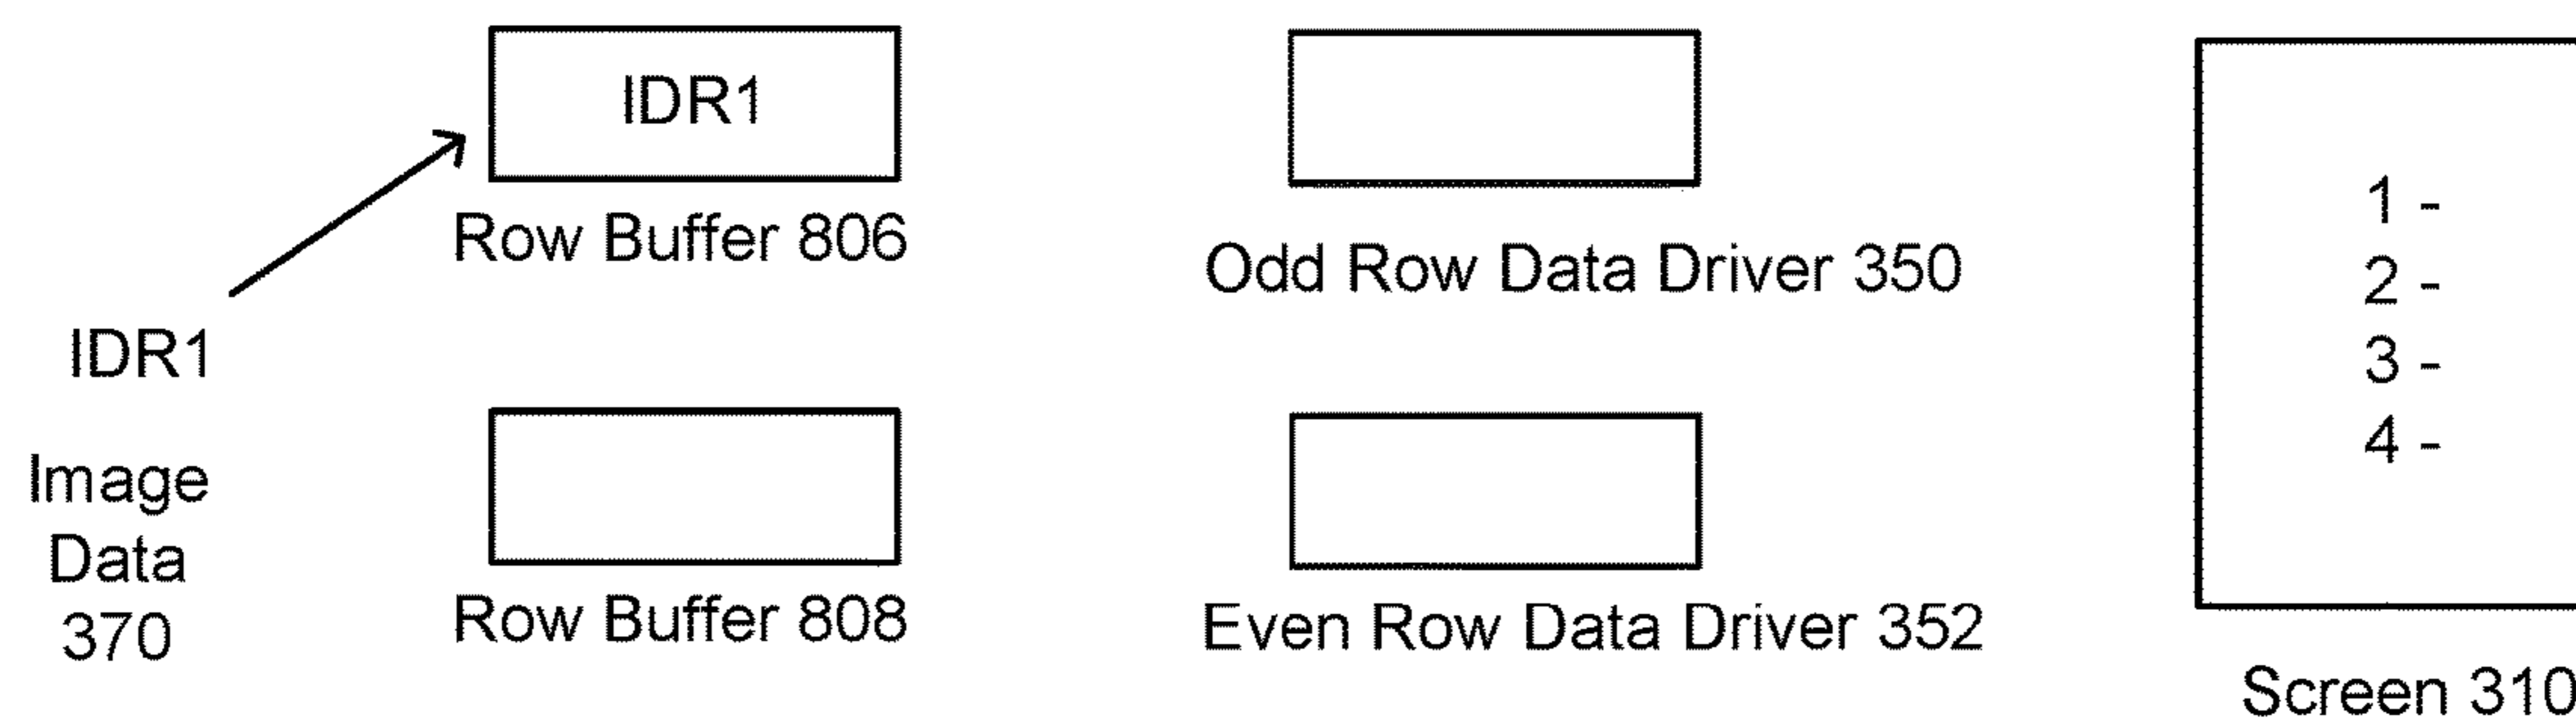 IDR1
Row Buffer 806
IDR1
Image
Data
370
Row Buffer 808
Odd Row Data Driver 350
Even Row Data Driver 352
1 -
2 -
3 -
4 -
Screen 310